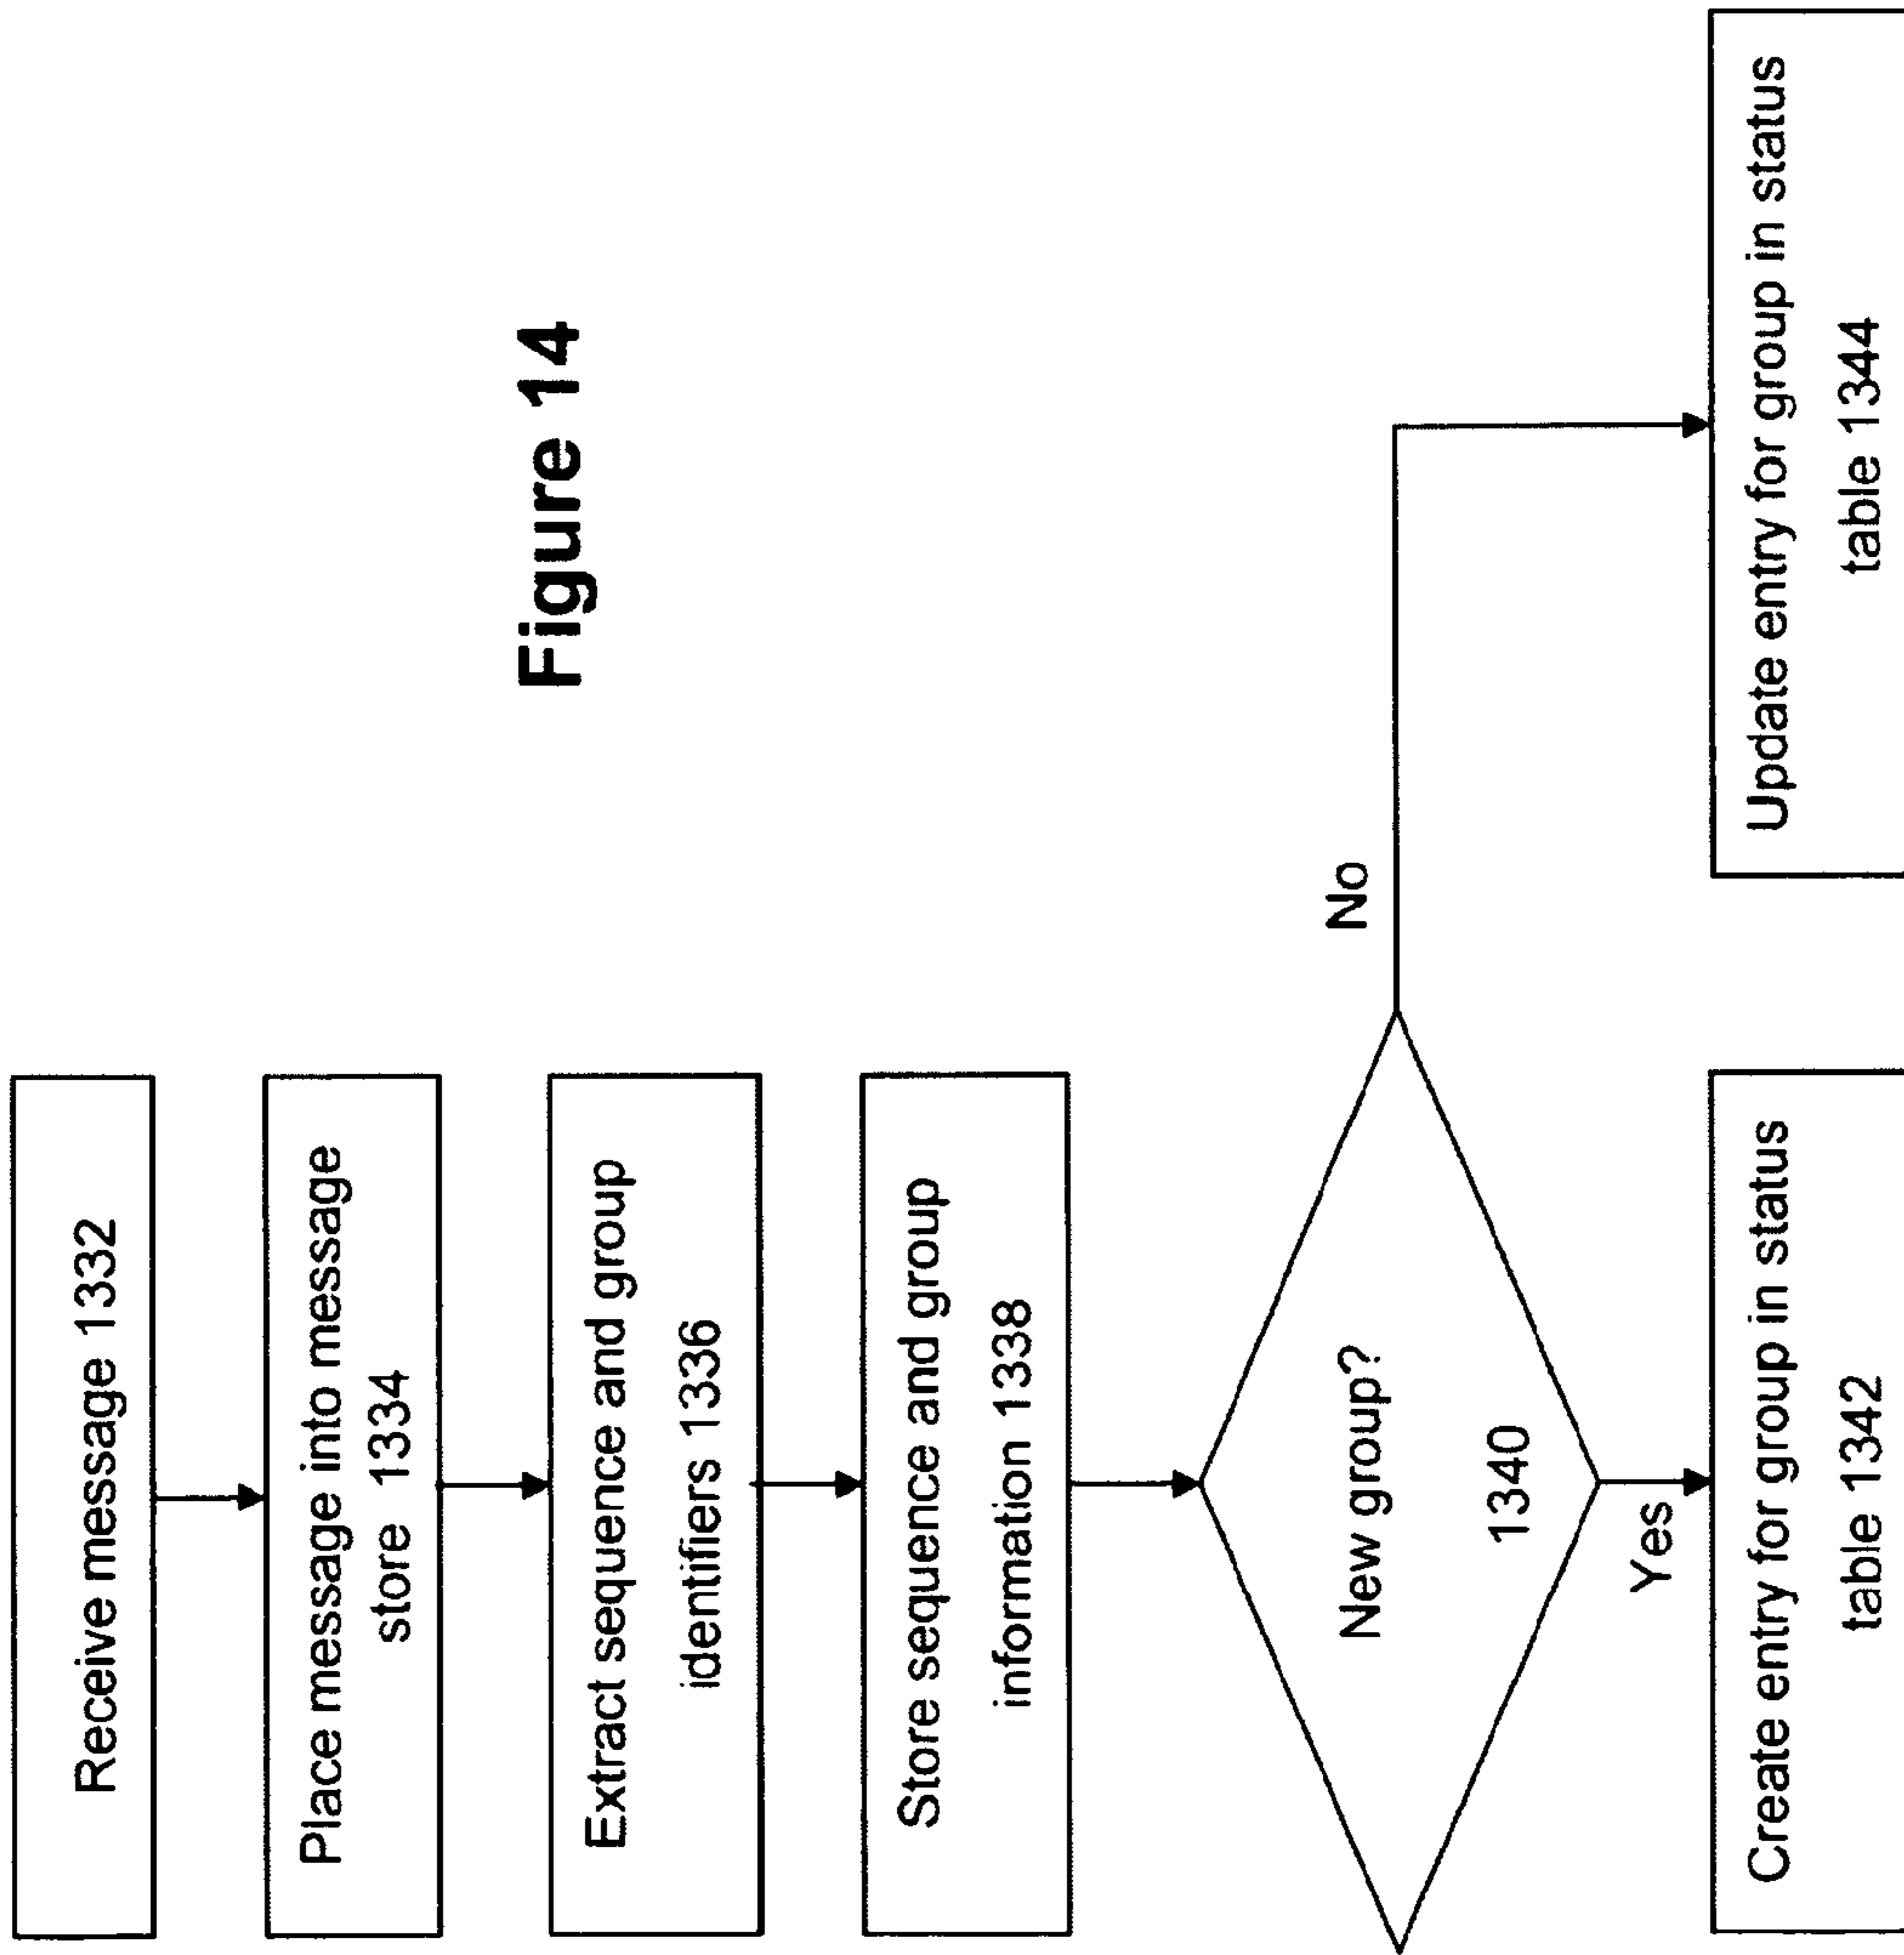 Receive message 1332
Place message into message
store 1334
Extract sequence and group
identifiers 1336
Store sequence and group
information 1338
New group?
1340
Yes
No
Create entry for group in status
table 1342
Update entry for group in status
table 1344
Figure 14